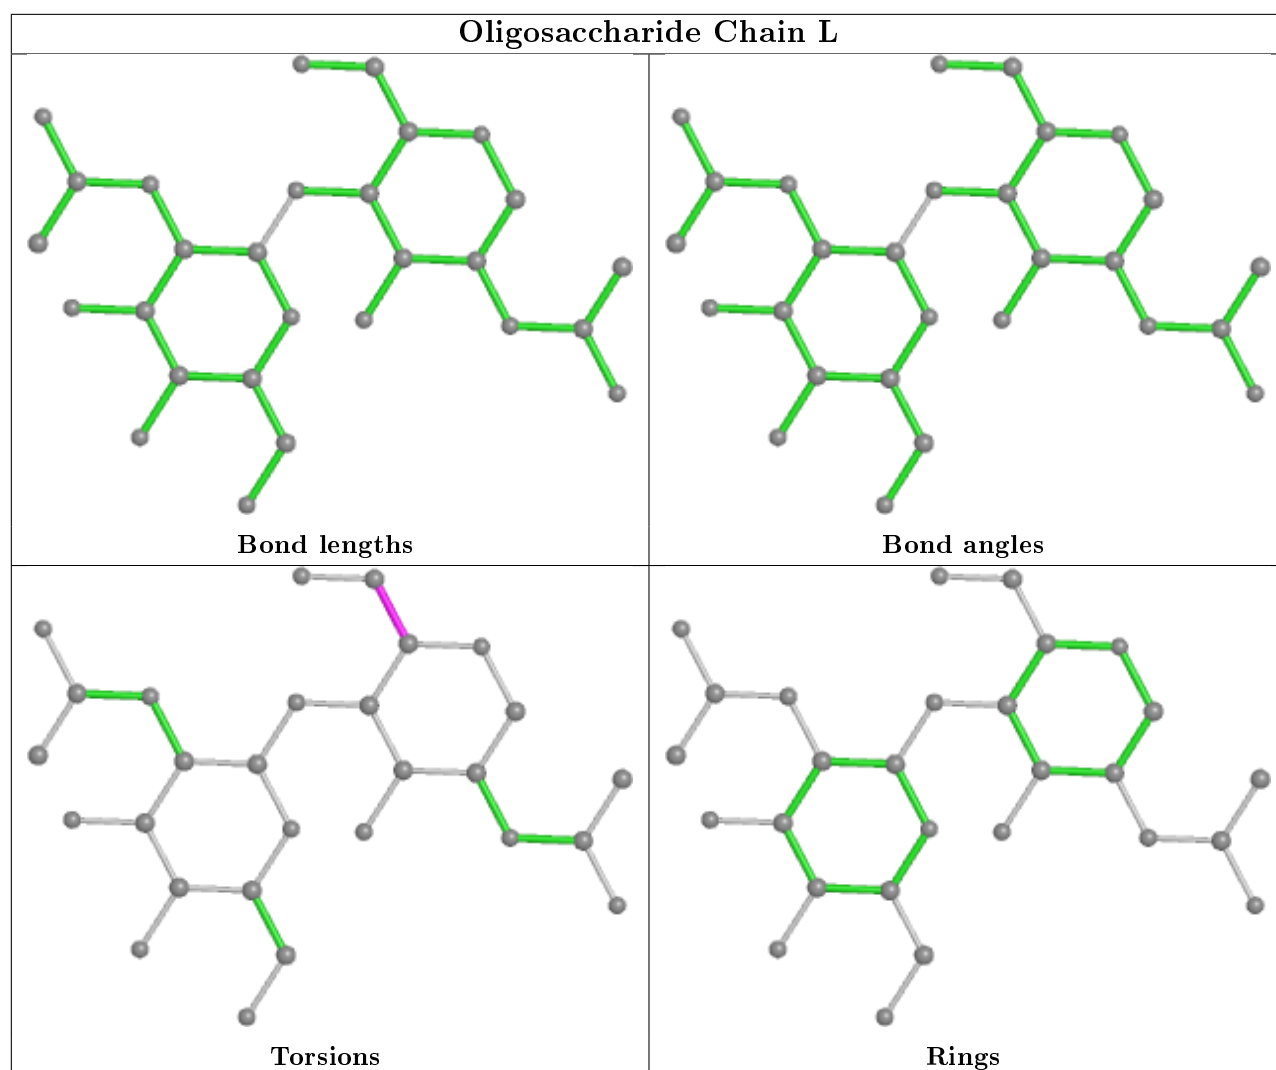 Oligosaccharide Chain L
Bond lengths
Bond angles
Torsions
Rings